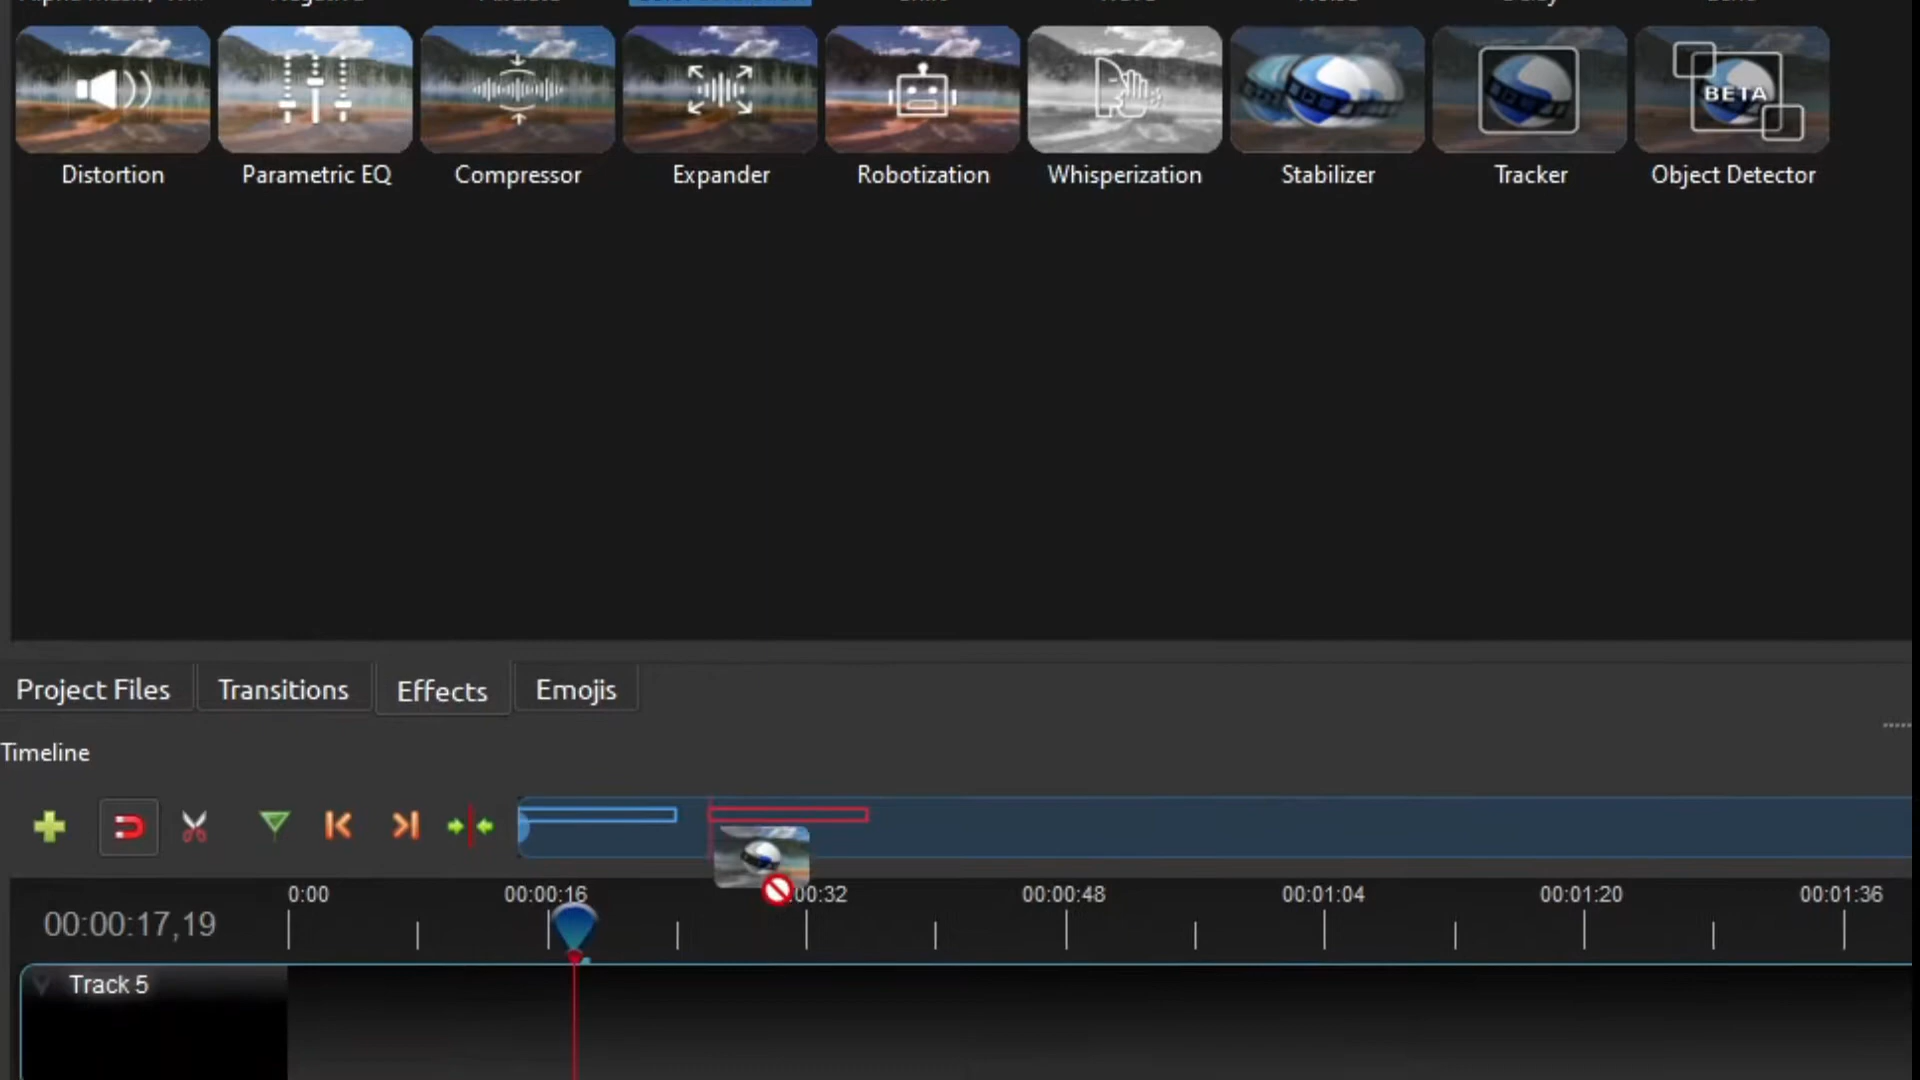 Distortion Parametric EQ Compressor Expander Robotization Whisperization Stabilizer Tracker Object Detector
BETA
Project Files Transitions Effects Emojis
Timeline
0:00 00:00:16 :00:32 00:00:48 00:01:04 00:01:20 00:01:36
00:00:17,19
Track 5